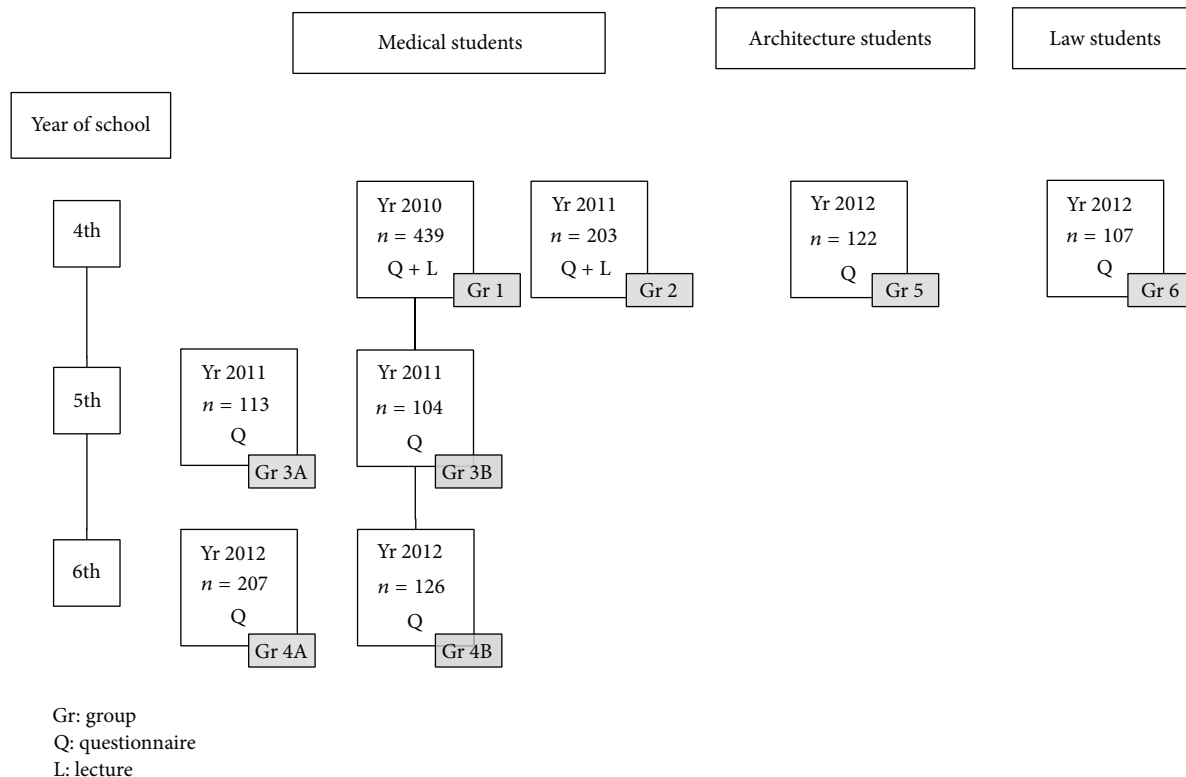 Medical students
Architecture students
Law students
Year of school
4th
Yr 2010
n = 439
Q + L
Gr 1
Yr 2011
n = 203
Q + L
Gr 2
Yr 2012
n = 122
Q
Gr 5
Yr 2012
n = 107
Q
Gr 6
5th
Yr 2011
n = 113
Q
Gr 3A
Yr 2011
n = 104
Q
Gr 3B
6th
Yr 2012
n = 207
Q
Gr 4A
Yr 2012
n = 126
Q
Gr 4B
Gr: group
Q: questionnaire
L: lecture